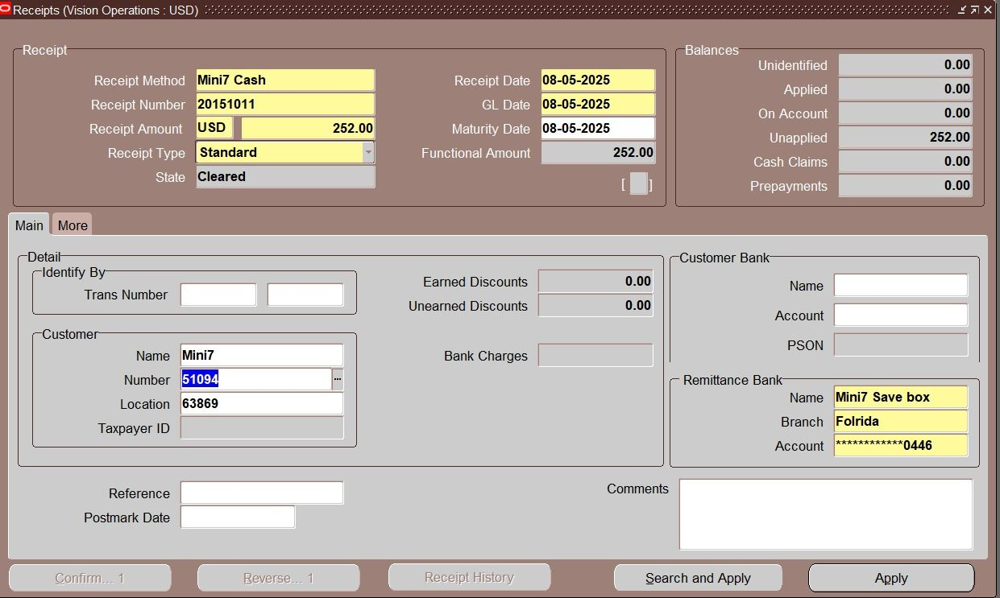 Receipts (Vision Operations : USD)
Receipt
Receipt Method Mini7 Cash
Receipt Number 20151011
Receipt Amount USD 252.00
Receipt Type Standard
State Cleared
Receipt Date 08-05-2025
GL Date 08-05-2025
Maturity Date 08-05-2025
Functional Amount 252.00
[ ]
Balances
Unidentified 0.00
Applied 0.00
On Account 0.00
Unapplied 252.00
Cash Claims 0.00
Prepayments 0.00
Main More
Detail
Identify By
Trans Number
Customer
Name Mini7
Number 51094 ...
Location 63869
Taxpayer ID
Earned Discounts 0.00
Unearned Discounts 0.00
Bank Charges
Customer Bank
Name
Account
PSON
Remittance Bank
Name Mini7 Save box
Branch Folrida
Account ************0446
Reference
Postmark Date
Comments
Confirm... 1 Reverse... 1 Receipt History Search and Apply Apply